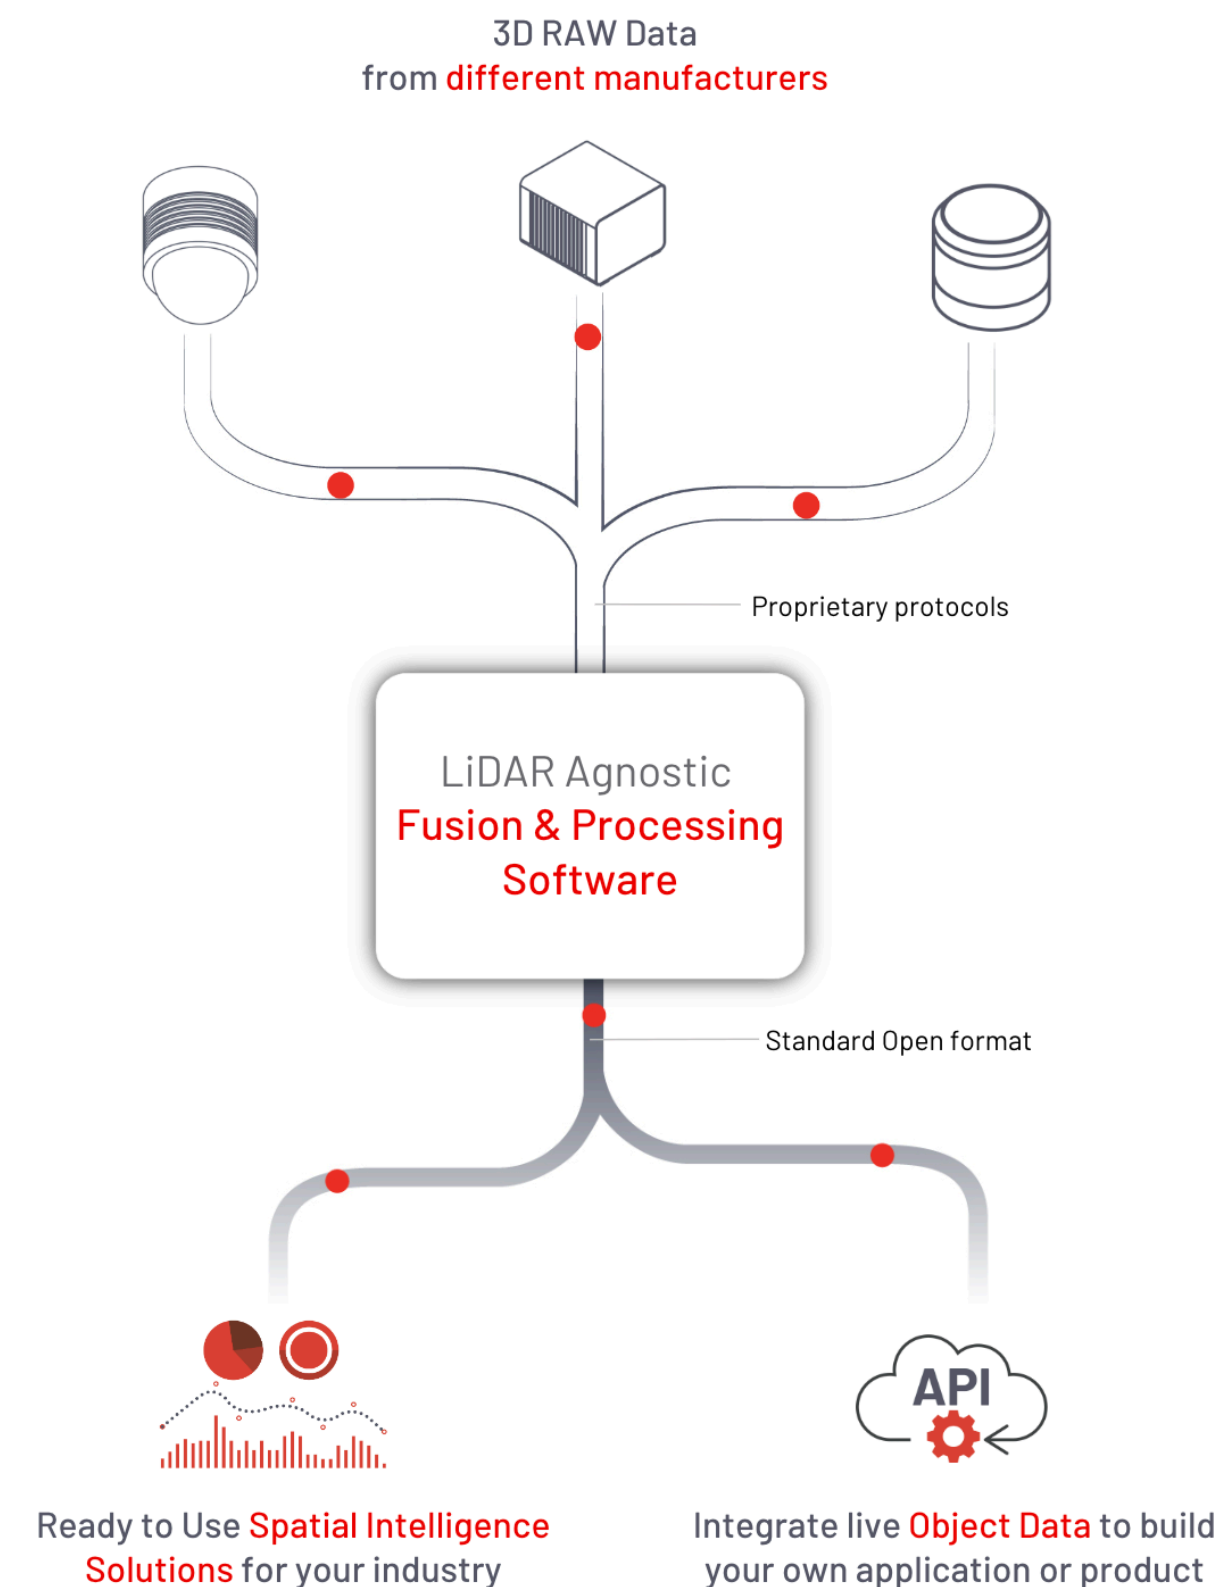 3D RAW Data
from different manufacturers
Proprietary protocols
LiDAR Agnostic
Fusion & Processing
Software
Standard Open format
API
Ready to Use Spatial Intelligence
Solutions for your industry
Integrate live Object Data to build
your own application or product